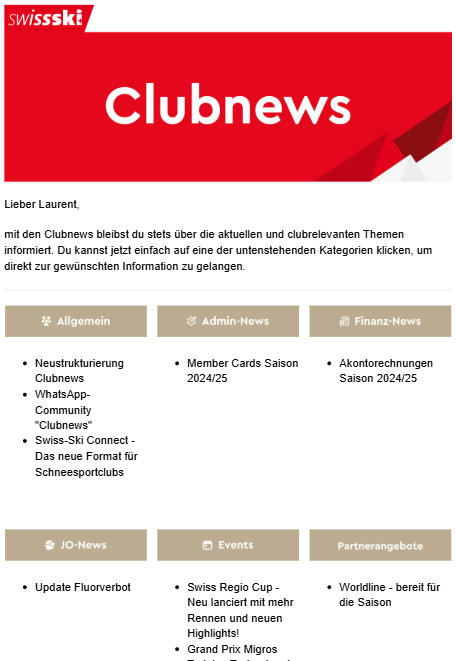 swissski
Clubnews
Lieber Laurent,
mit den Clubnews bleibst du stets über die aktuellen und clubrelevanten Themen
informiert. Du kannst jetzt einfach auf eine der untenstehenden Kategorien klicken, um
direkt zur gewünschten Information zu gelangen.
Allgemein
• Neustrukturierung
Clubnews
• WhatsApp-
Community
"Clubnews"
• Swiss-Ski Connect -
Das neue Format für
Schneesportclubs
Admin-News
• Member Cards Saison
2024/25
Finanz-News
• Akontorechnungen
Saison 2024/25
JO-News
• Update Fluorverbot
Events
• Swiss Regio Cup -
Neu lanciert mit mehr
Rennen und neuen
Highlights!
• Grand Prix Migros
Partnerangebote
• Worldline - bereit für
die Saison